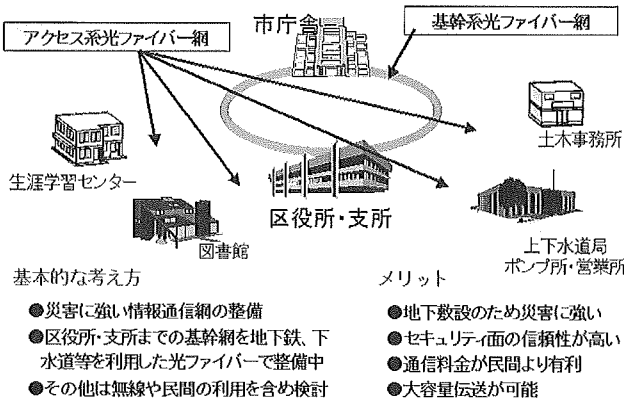 アクセス系光ファイバー網
市庁舎
基幹系光ファイバー網
生涯学習センター
図書館
区役所・支所
土木事務所
上下水道局
ポンプ所・営業所
基本的な考え方
●災害に強い情報通信網の整備
●区役所・支所までの基幹網を地下鉄、下
水道等を利用した光ファイバーで整備中
●その他は無線や民間の利用を含め検討
メリット
●地下敷設のため災害に強い
●セキュリティ面の信頼性が高い
●通信料金が民間より有利
●大容量伝送が可能